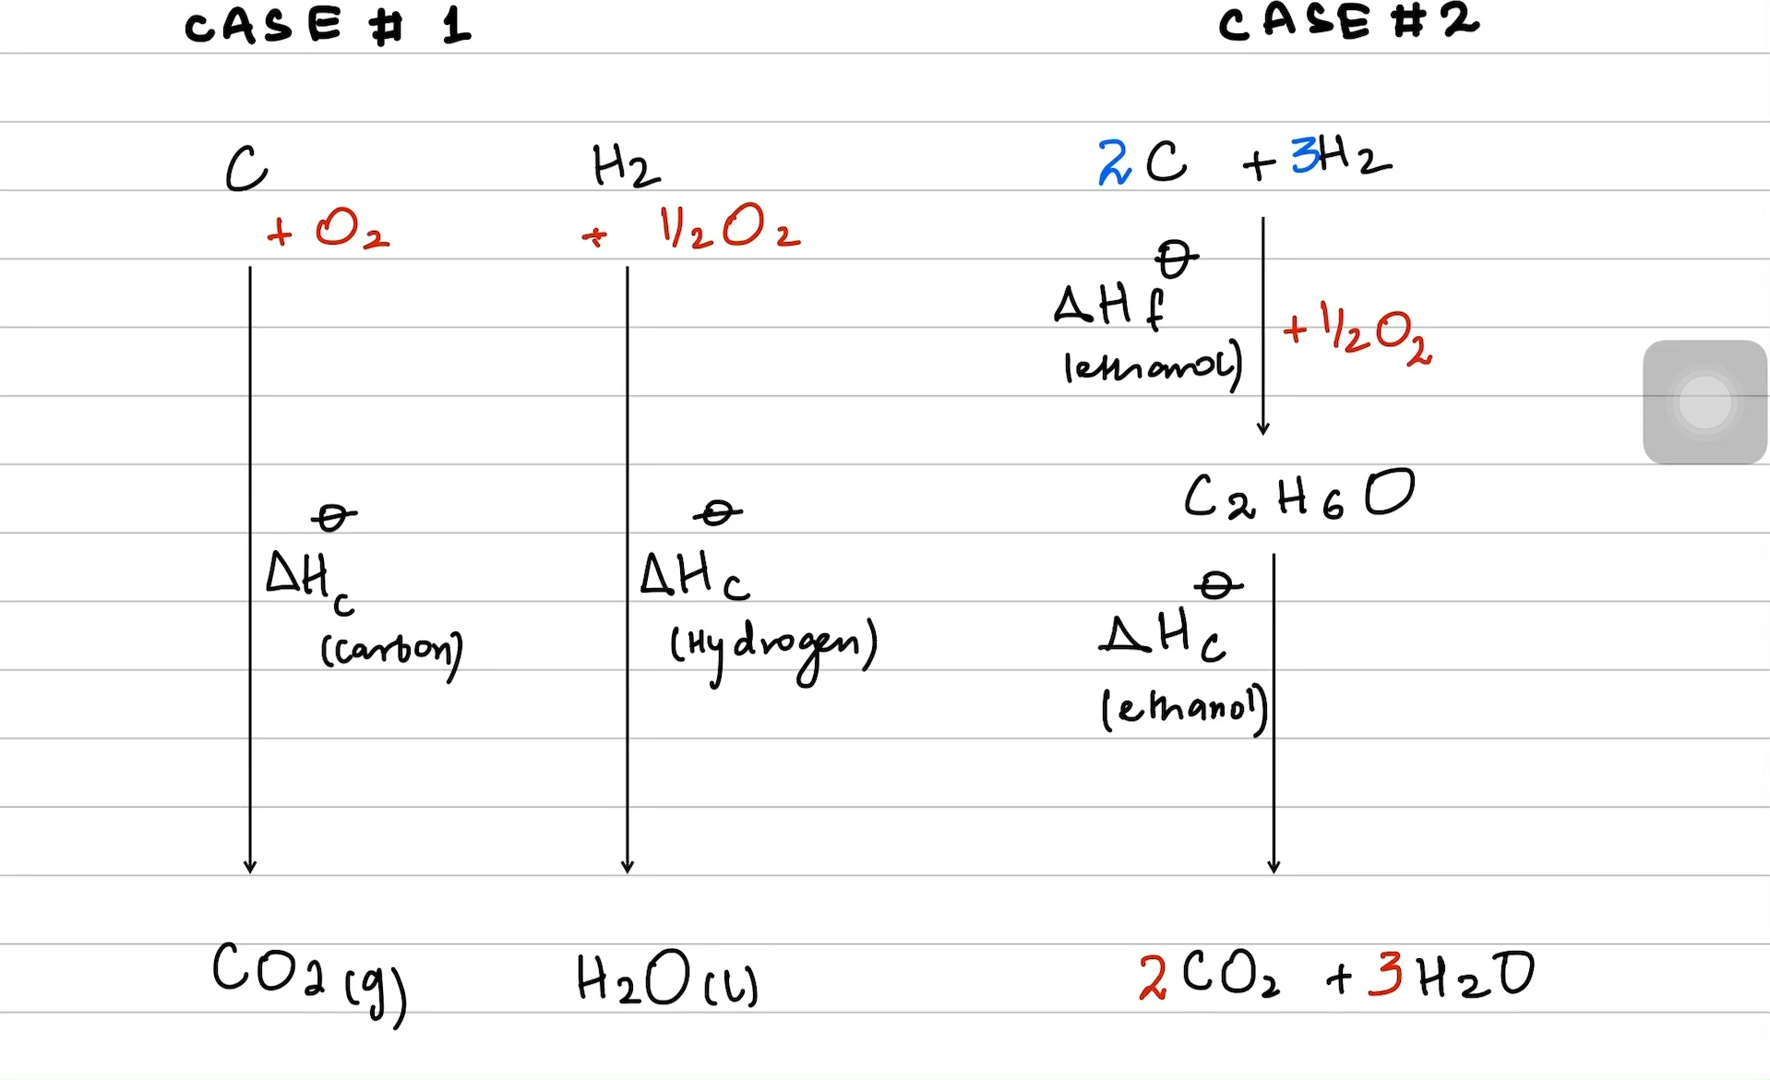 CASE # 1
C
+ O2
H2
+ 1/2O2
ΔHc⦵
(carbon)
ΔHc⦵
(Hydrogen)
CO2(g)
H2O(l)
CASE #2
2C + 3H2
ΔHf⦵
(ethanol)
+ 1/2O2
C2H6O
ΔHc⦵
(ethanol)
2CO2 + 3H2O